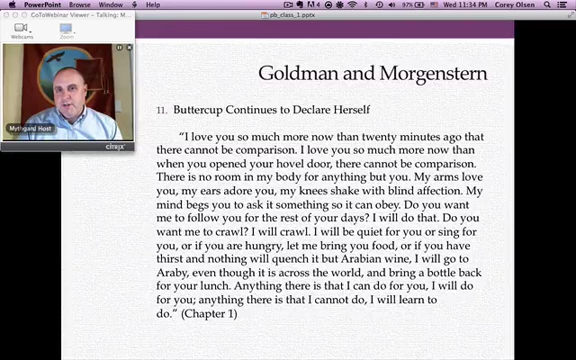 PowerPoint Browse Window 97% Wed 11:34 PM Corey Olsen
GoToWebinar Viewer - Talking: M...
pb_class_1.pptx
Webcams
Zoom
Mythgard Host
citrix
Goldman and Morgenstern
11. Buttercup Continues to Declare Herself
"I love you so much more now than twenty minutes ago that
there cannot be comparison. I love you so much more now than
when you opened your hovel door, there cannot be comparison.
There is no room in my body for anything but you. My arms love
you, my ears adore you, my knees shake with blind affection. My
mind begs you to ask it something so it can obey. Do you want
me to follow you for the rest of your days? I will do that. Do you
want me to crawl? I will crawl. I will be quiet for you or sing for
you, or if you are hungry, let me bring you food, or if you have
thirst and nothing will quench it but Arabian wine, I will go to
Araby, even though it is across the world, and bring a bottle back
for your lunch. Anything there is that I can do for you, I will do
for you; anything there is that I cannot do, I will learn to
do." (Chapter 1)